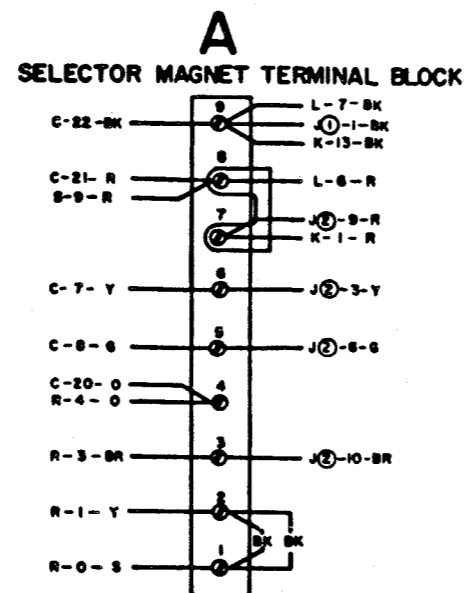 A
SELECTOR MAGNET TERMINAL BLOCK
9
L-7-BK
C-22-BK
J①-1-BK
K-13-BK
8
C-21-R
L-6-R
S-9-R
7
J②-9-R
K-1-R
6
C-7-Y
J②-3-Y
5
C-8-G
J②-6-G
C-20-O
4
R-4-O
3
R-3-BR
J②-10-BR
2
R-1-Y
BK BK
1
R-0-S